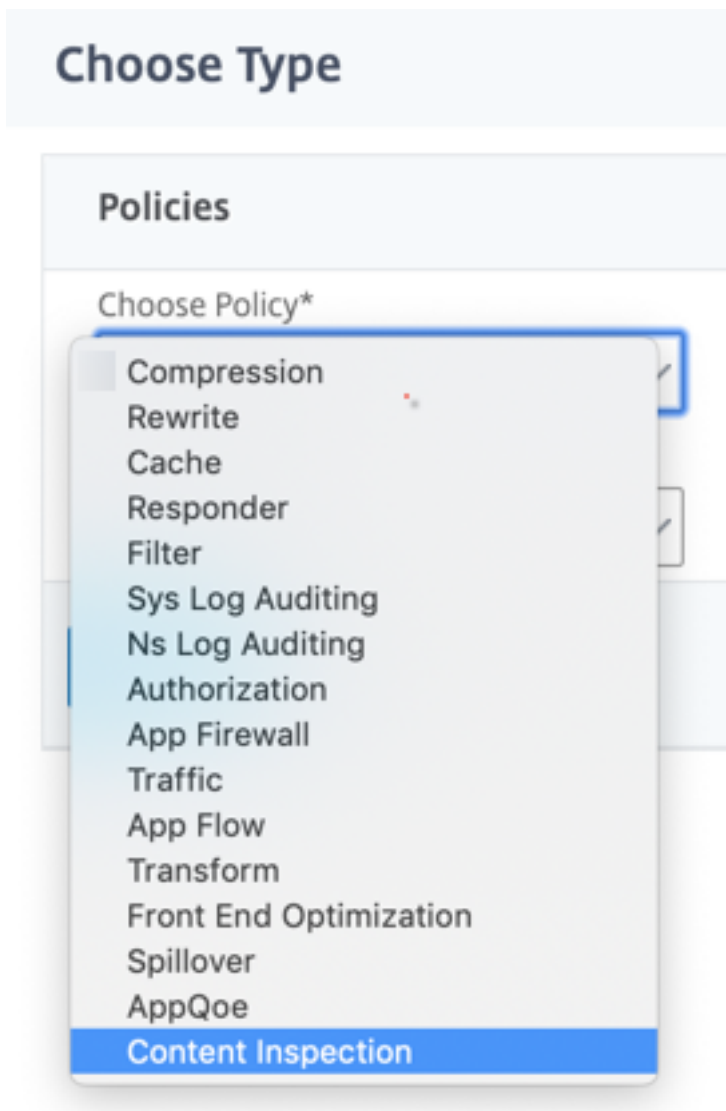 Choose Type
Policies
Choose Policy*
Compression
Rewrite
Cache
Responder
Filter
Sys Log Auditing
Ns Log Auditing
Authorization
App Firewall
Traffic
App Flow
Transform
Front End Optimization
Spillover
AppQoe
Content Inspection